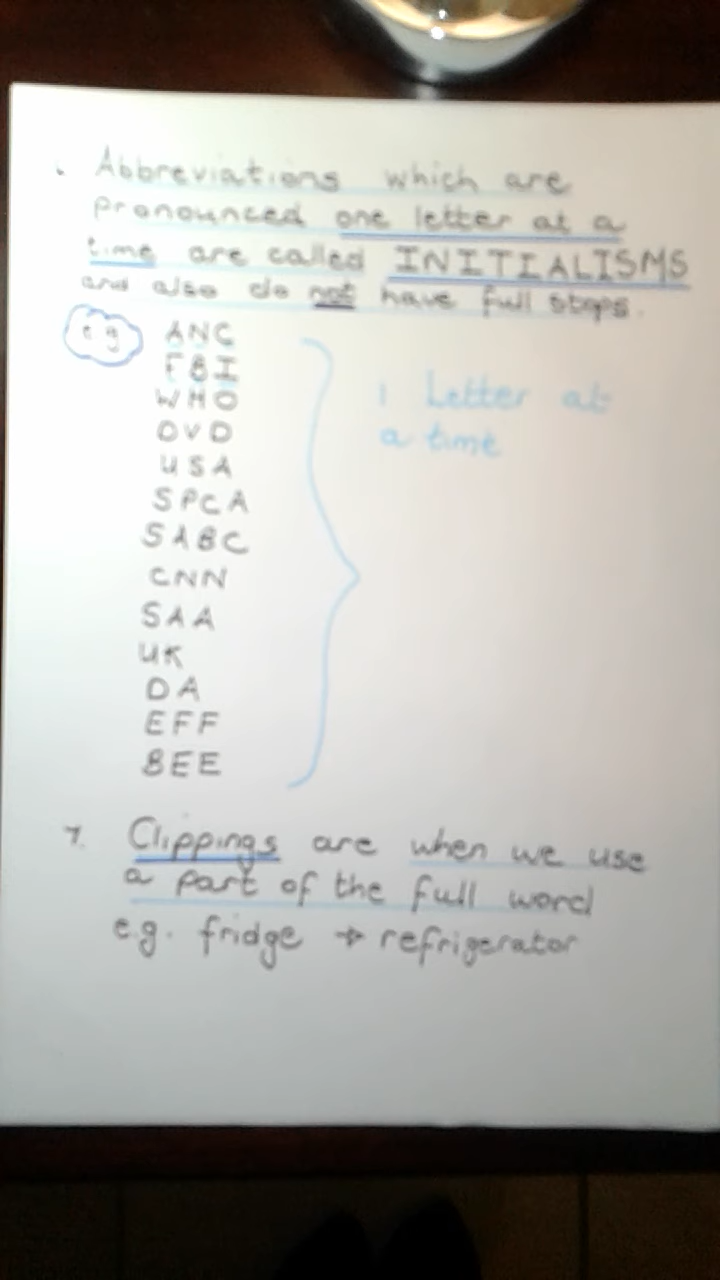 Abbreviations which are
pronounced one letter at a
time are called INITIALISMS
and also do not have full stops.
e.g ANC
FBI
WHO
DVD
USA
SPCA
SABC
CNN
SAA
UK
DA
EFF
BEE
1 Letter at
a time
7. Clippings are when we use
a part of the full word
e.g. fridge → refrigerator